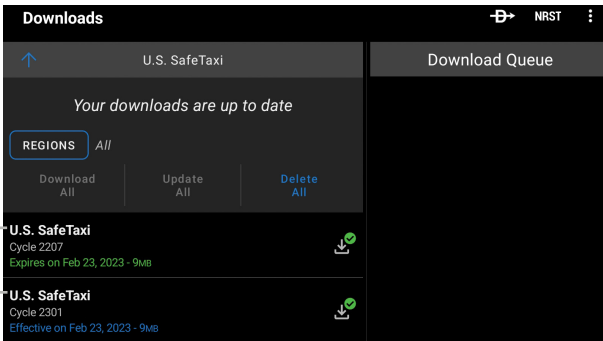 Downloads
D NRST
U.S. SafeTaxi
Download Queue
Your downloads are up to date
REGIONS All
Download All
Update All
Delete All
U.S. SafeTaxi
Cycle 2207
Expires on Feb 23, 2023 - 9MB
U.S. SafeTaxi
Cycle 2301
Effective on Feb 23, 2023 - 9MB